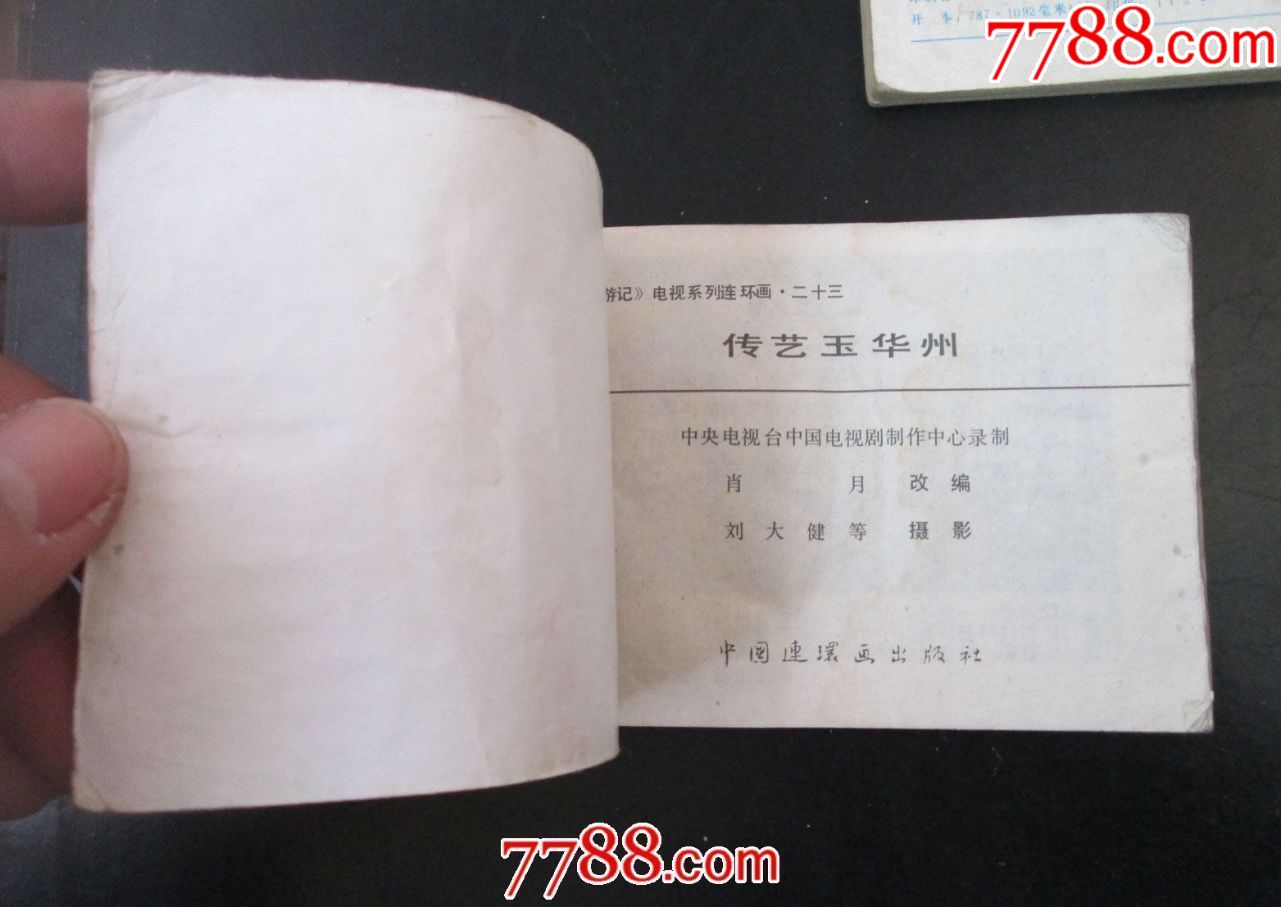 开 本：787×1092毫米
7788.com
游记》电视系列连环画·二十三
传艺玉华州
中央电视台中国电视剧制作中心录制
肖 月 改编
刘大健等 摄影
中国连环画出版社
7788.com